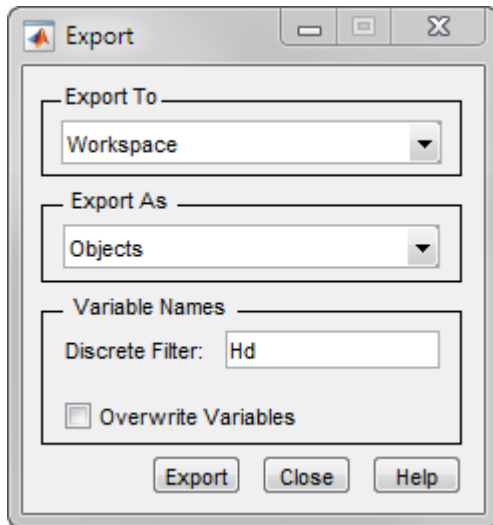 Export
Export To
Workspace
Export As
Objects
Variable Names
Discrete Filter: Hd
Overwrite Variables
Export Close Help